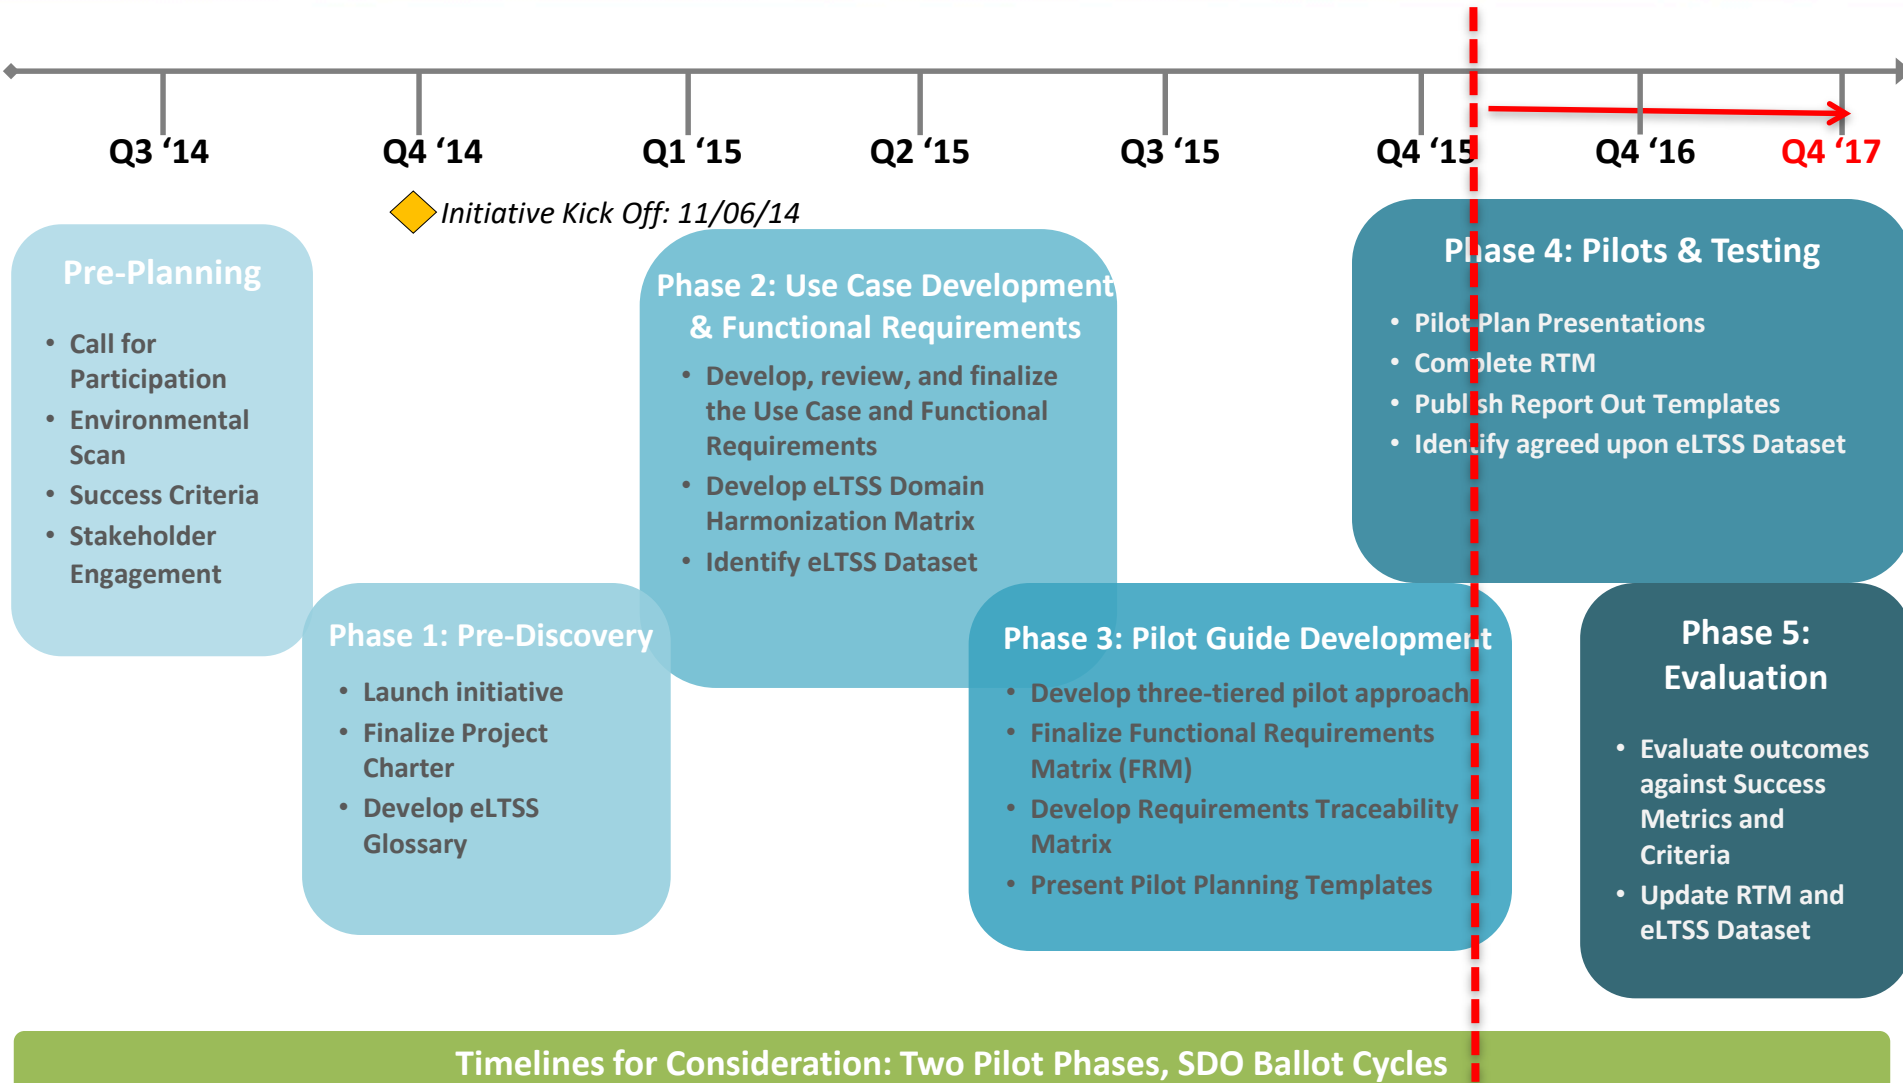 Q3 ‘14
Q4 ‘14
Q1 ‘15
Q2 ‘15
Q3 ‘15
Q4 ‘15
Q4 ‘16
Q4 ‘17
Initiative Kick Off: 11/06/14
Pre-Planning
• Call for
Participation
• Environmental
Scan
• Success Criteria
• Stakeholder
Engagement
Phase 1: Pre-Discovery
• Launch initiative
• Finalize Project
Charter
• Develop eLTSS
Glossary
Phase 2: Use Case Development
& Functional Requirements
• Develop, review, and finalize
the Use Case and Functional
Requirements
• Develop eLTSS Domain
Harmonization Matrix
• Identify eLTSS Dataset
Phase 3: Pilot Guide Development
• Develop three-tiered pilot approach
• Finalize Functional Requirements
Matrix (FRM)
• Develop Requirements Traceability
Matrix
• Present Pilot Planning Templates
Phase 4: Pilots & Testing
• Pilot Plan Presentations
• Complete RTM
• Publish Report Out Templates
• Identify agreed upon eLTSS Dataset
Phase 5:
Evaluation
• Evaluate outcomes
against Success
Metrics and
Criteria
• Update RTM and
eLTSS Dataset
Timelines for Consideration: Two Pilot Phases, SDO Ballot Cycles